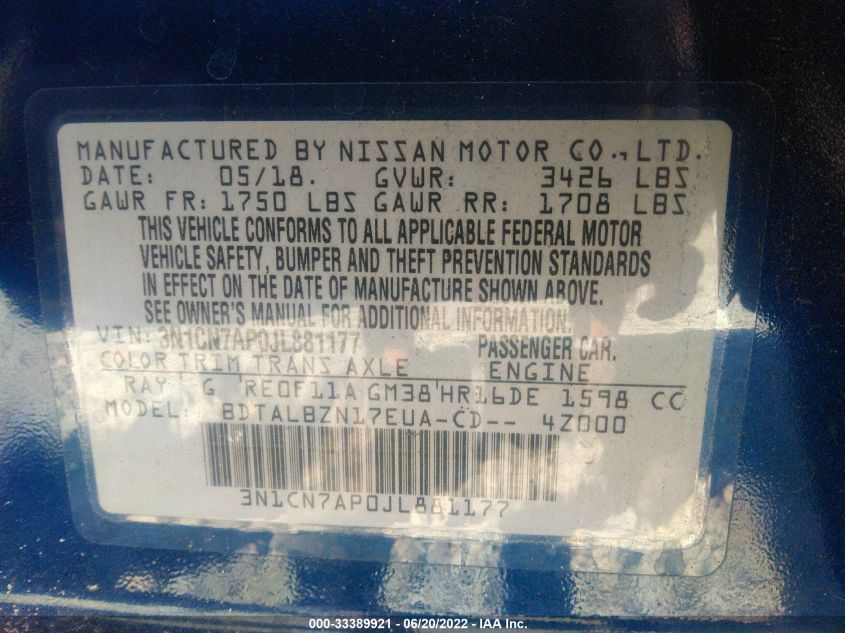 MANUFACTURED BY NISSAN MOTOR CO., LTD.
DATE: 05/18. GVWR: 3426 LBS
GAWR FR: 1750 LBS GAWR RR: 1708 LBS
THIS VEHICLE CONFORMS TO ALL APPLICABLE FEDERAL MOTOR
VEHICLE SAFETY, BUMPER AND THEFT PREVENTION STANDARDS
IN EFFECT ON THE DATE OF MANUFACTURE SHOWN ABOVE.
SEE OWNER'S MANUAL FOR ADDITIONAL INFORMATION.
VIN: 3N1CN7AP0JL881177 PASSENGER CAR.
COLOR TRIM TRANS AXLE ENGINE
RAY G RE0F11A GM38 HR16DE 1598 CC
MODEL: BDTALBZN17EUA-CD-- 4Z000
3N1CN7AP0JL881177
000-33389921 - 06/20/2022 - IAA Inc.